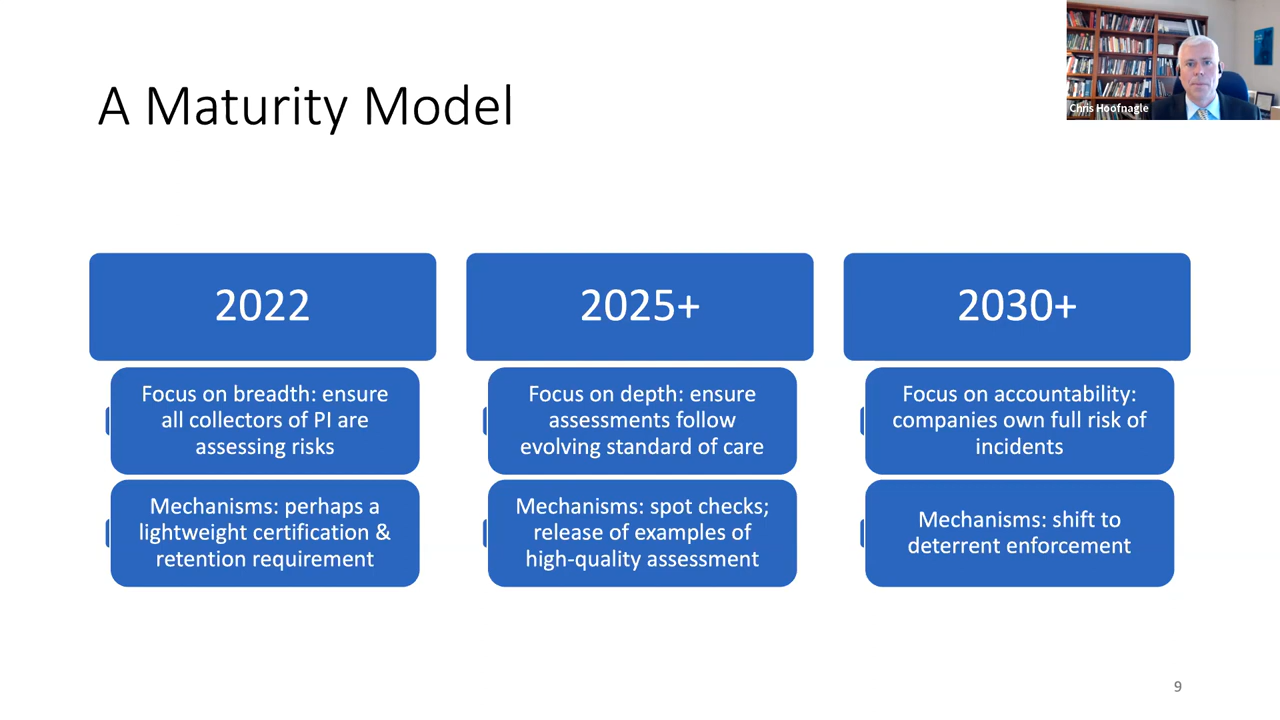 A Maturity Model
Chris Hoofnagle
2022
Focus on breadth: ensure
all collectors of PI are
assessing risks
Mechanisms: perhaps a
lightweight certification &
retention requirement
2025+
Focus on depth: ensure
assessments follow
evolving standard of care
Mechanisms: spot checks;
release of examples of
high-quality assessment
2030+
Focus on accountability:
companies own full risk of
incidents
Mechanisms: shift to
deterrent enforcement
9